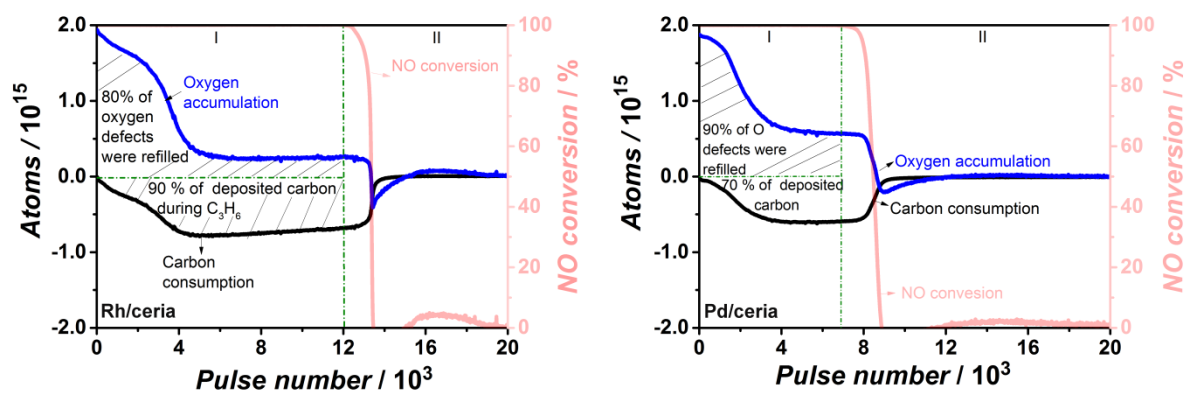 2.0
1.0
0.0
-1.0
-2.0
Atoms / 10^15
0
4
8
12
16
20
Pulse number / 10^3
100
80
60
40
20
0
NO conversion / %
I
II
NO conversion
Oxygen
accumulation
80% of
oxygen
defects
were refilled
90 % of deposited carbon
during C3H6
Carbon
consumption
Rh/ceria
2.0
1.0
0.0
-1.0
-2.0
Atoms / 10^15
0
4
8
12
16
20
Pulse number / 10^3
100
80
60
40
20
0
NO conversion / %
I
II
90% of O
defects were
refilled
70 % of deposited
carbon
Oxygen accumulation
Carbon consumption
NO convesion
Pd/ceria